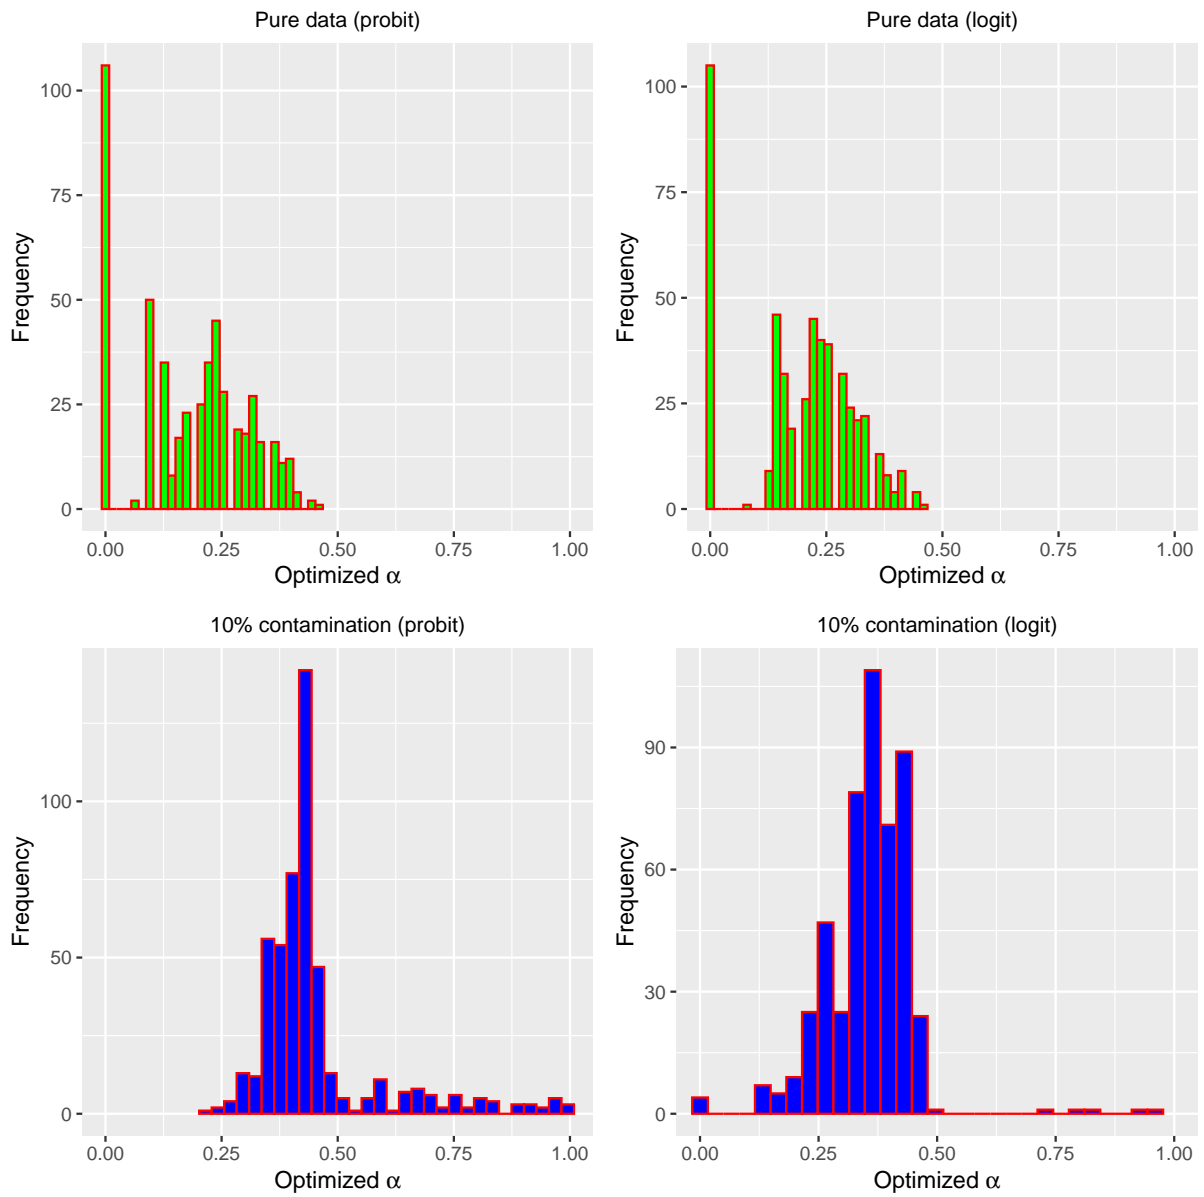 Pure data (probit)
100
75
50
25
0
Frequency
0.00 0.25 0.50 0.75 1.00
Optimized α
Pure data (logit)
100
75
50
25
0
Frequency
0.00 0.25 0.50 0.75 1.00
Optimized α
10% contamination (probit)
100
50
0
Frequency
0.00 0.25 0.50 0.75 1.00
Optimized α
10% contamination (logit)
90
60
30
0
Frequency
0.00 0.25 0.50 0.75 1.00
Optimized α